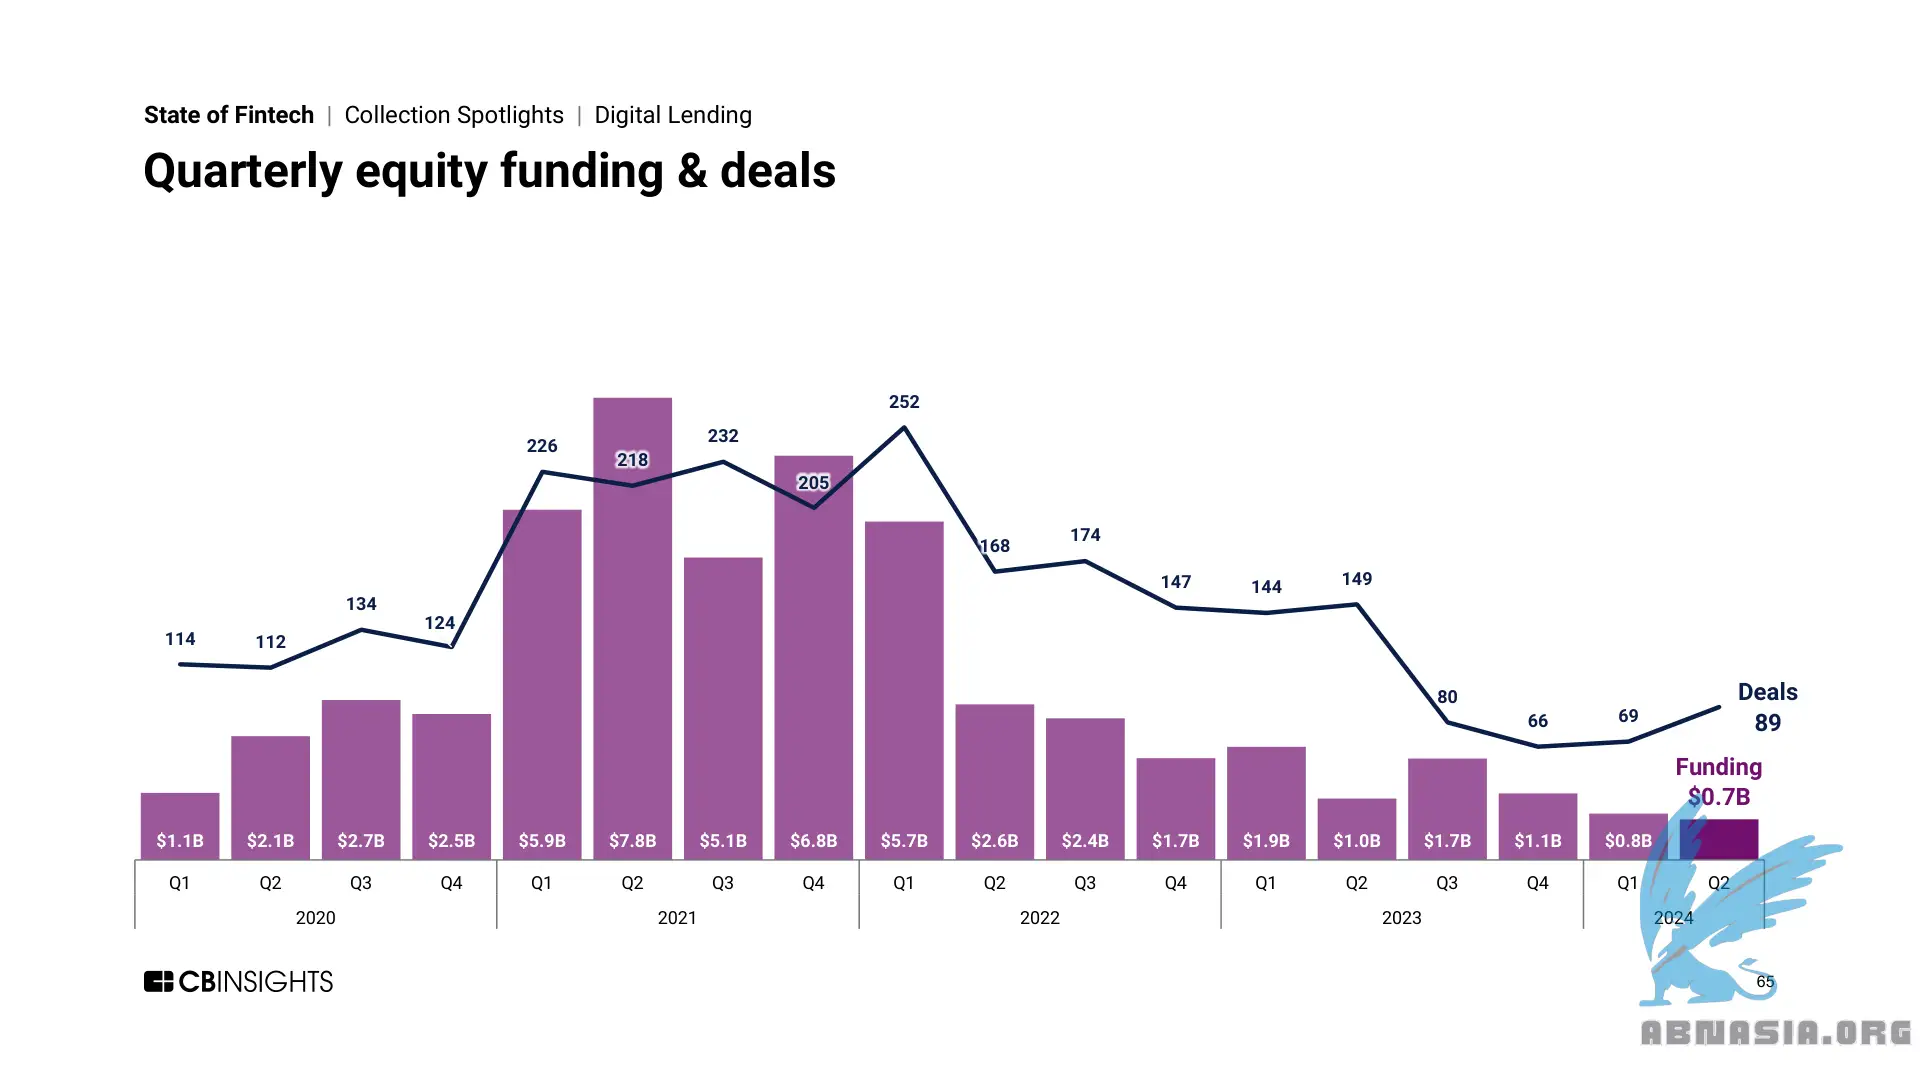 State of Fintech | Collection Spotlights | Digital Lending
Quarterly equity funding & deals
114 112 134 124 226 218 232 205 252 168 174 147 144 149 80 66 69
Deals
89
Funding
$0.7B
$1.1B $2.1B $2.7B $2.5B $5.9B $7.8B $5.1B $6.8B $5.7B $2.6B $2.4B $1.7B $1.9B $1.0B $1.7B $1.1B $0.8B
Q1 Q2 Q3 Q4 Q1 Q2 Q3 Q4 Q1 Q2 Q3 Q4 Q1 Q2 Q3 Q4 Q1 Q2
2020 2021 2022 2023 2024
CBINSIGHTS
65
ABNASIA.ORG